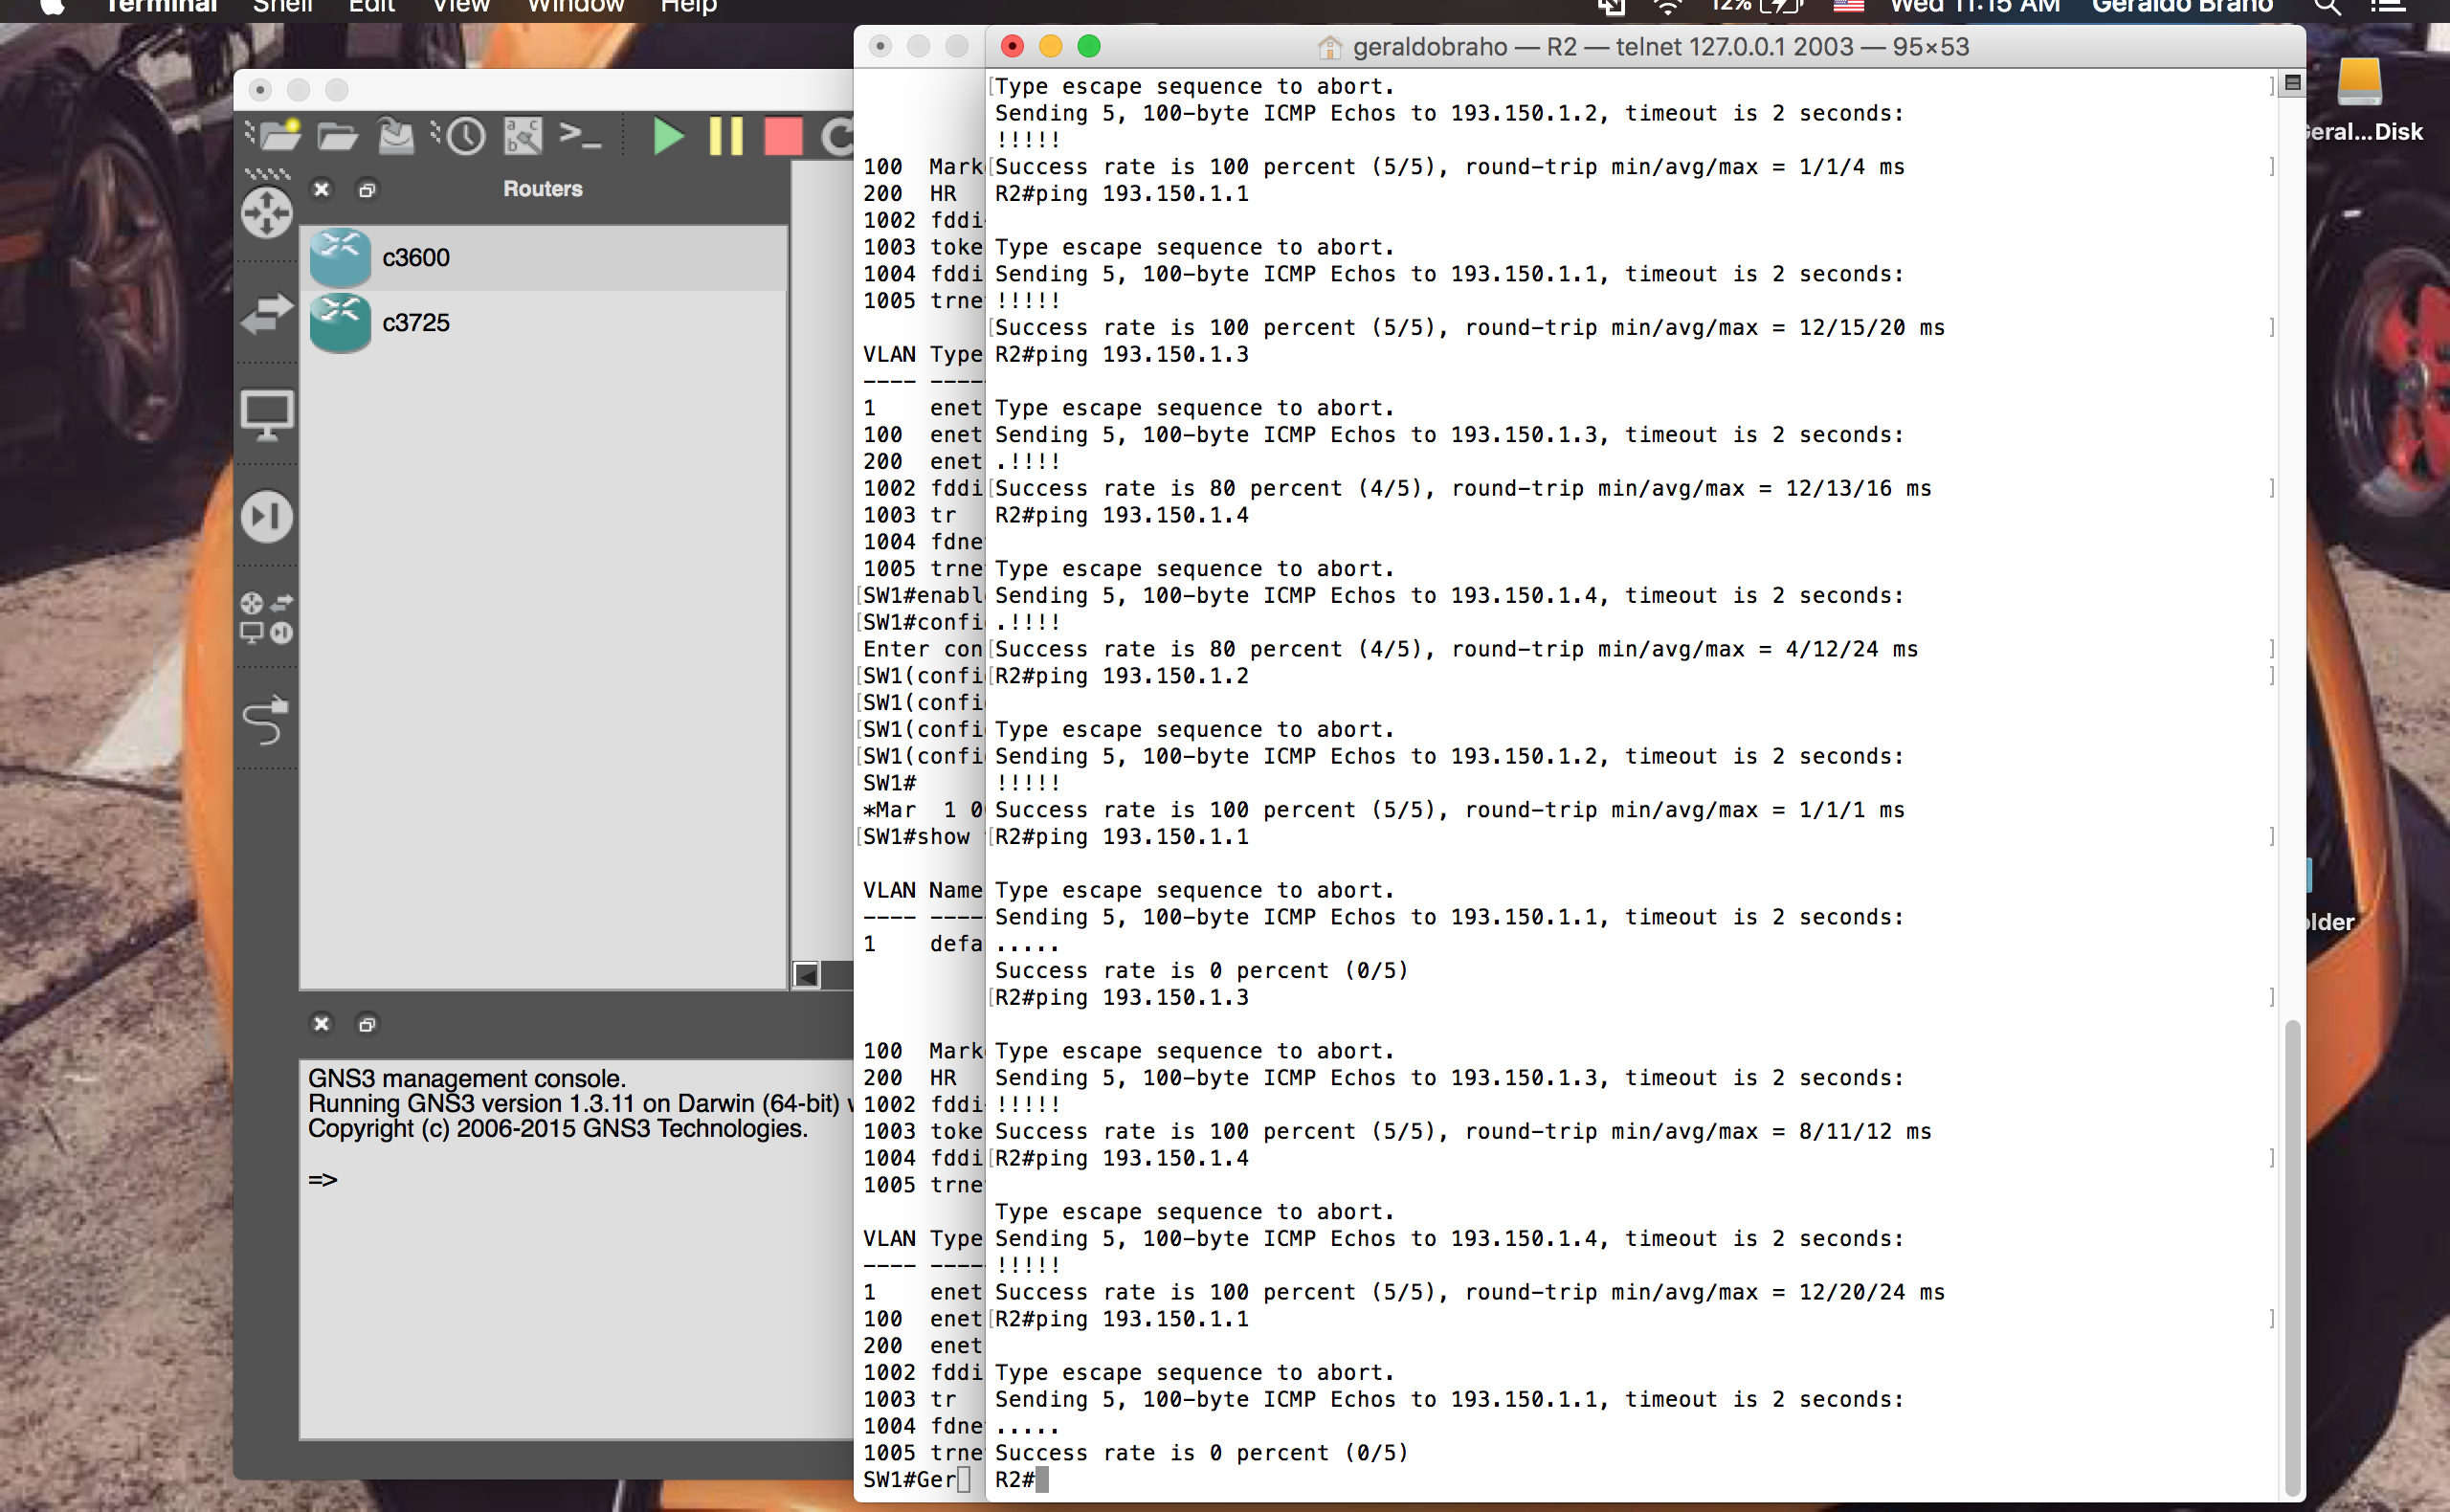 Terminal Shell Edit View Window Help
12% Wed 11:15 AM Geraldo Braho
Geral...Disk
older
Routers
c3600
c3725
GNS3 management console.
Running GNS3 version 1.3.11 on Darwin (64-bit)
Copyright (c) 2006-2015 GNS3 Technologies.
=>
100 Mark
200 HR
1002 fddi
1003 toke
1004 fddi
1005 trne
VLAN Type
---- ----
1 enet
100 enet
200 enet
1002 fddi
1003 tr
1004 fdne
1005 trne
SW1#enabl
SW1#confi
Enter con
SW1(confi
SW1(confi
SW1(confi
SW1(confi
SW1#
*Mar 1 0
SW1#show
VLAN Name
---- ----
1 defa
100 Mark
200 HR
1002 fddi
1003 toke
1004 fddi
1005 trne
VLAN Type
---- ----
1 enet
100 enet
200 enet
1002 fddi
1003 tr
1004 fdne
1005 trne
SW1#Ger
geraldobraho — R2 — telnet 127.0.0.1 2003 — 95×53
Type escape sequence to abort.
Sending 5, 100-byte ICMP Echos to 193.150.1.2, timeout is 2 seconds:
!!!!!
Success rate is 100 percent (5/5), round-trip min/avg/max = 1/1/4 ms
R2#ping 193.150.1.1
Type escape sequence to abort.
Sending 5, 100-byte ICMP Echos to 193.150.1.1, timeout is 2 seconds:
!!!!!
Success rate is 100 percent (5/5), round-trip min/avg/max = 12/15/20 ms
R2#ping 193.150.1.3
Type escape sequence to abort.
Sending 5, 100-byte ICMP Echos to 193.150.1.3, timeout is 2 seconds:
.!!!!
Success rate is 80 percent (4/5), round-trip min/avg/max = 12/13/16 ms
R2#ping 193.150.1.4
Type escape sequence to abort.
Sending 5, 100-byte ICMP Echos to 193.150.1.4, timeout is 2 seconds:
.!!!!
Success rate is 80 percent (4/5), round-trip min/avg/max = 4/12/24 ms
R2#ping 193.150.1.2
Type escape sequence to abort.
Sending 5, 100-byte ICMP Echos to 193.150.1.2, timeout is 2 seconds:
!!!!!
Success rate is 100 percent (5/5), round-trip min/avg/max = 1/1/1 ms
R2#ping 193.150.1.1
Type escape sequence to abort.
Sending 5, 100-byte ICMP Echos to 193.150.1.1, timeout is 2 seconds:
.....
Success rate is 0 percent (0/5)
R2#ping 193.150.1.3
Type escape sequence to abort.
Sending 5, 100-byte ICMP Echos to 193.150.1.3, timeout is 2 seconds:
!!!!!
Success rate is 100 percent (5/5), round-trip min/avg/max = 8/11/12 ms
R2#ping 193.150.1.4
Type escape sequence to abort.
Sending 5, 100-byte ICMP Echos to 193.150.1.4, timeout is 2 seconds:
!!!!!
Success rate is 100 percent (5/5), round-trip min/avg/max = 12/20/24 ms
R2#ping 193.150.1.1
Type escape sequence to abort.
Sending 5, 100-byte ICMP Echos to 193.150.1.1, timeout is 2 seconds:
.....
Success rate is 0 percent (0/5)
R2#